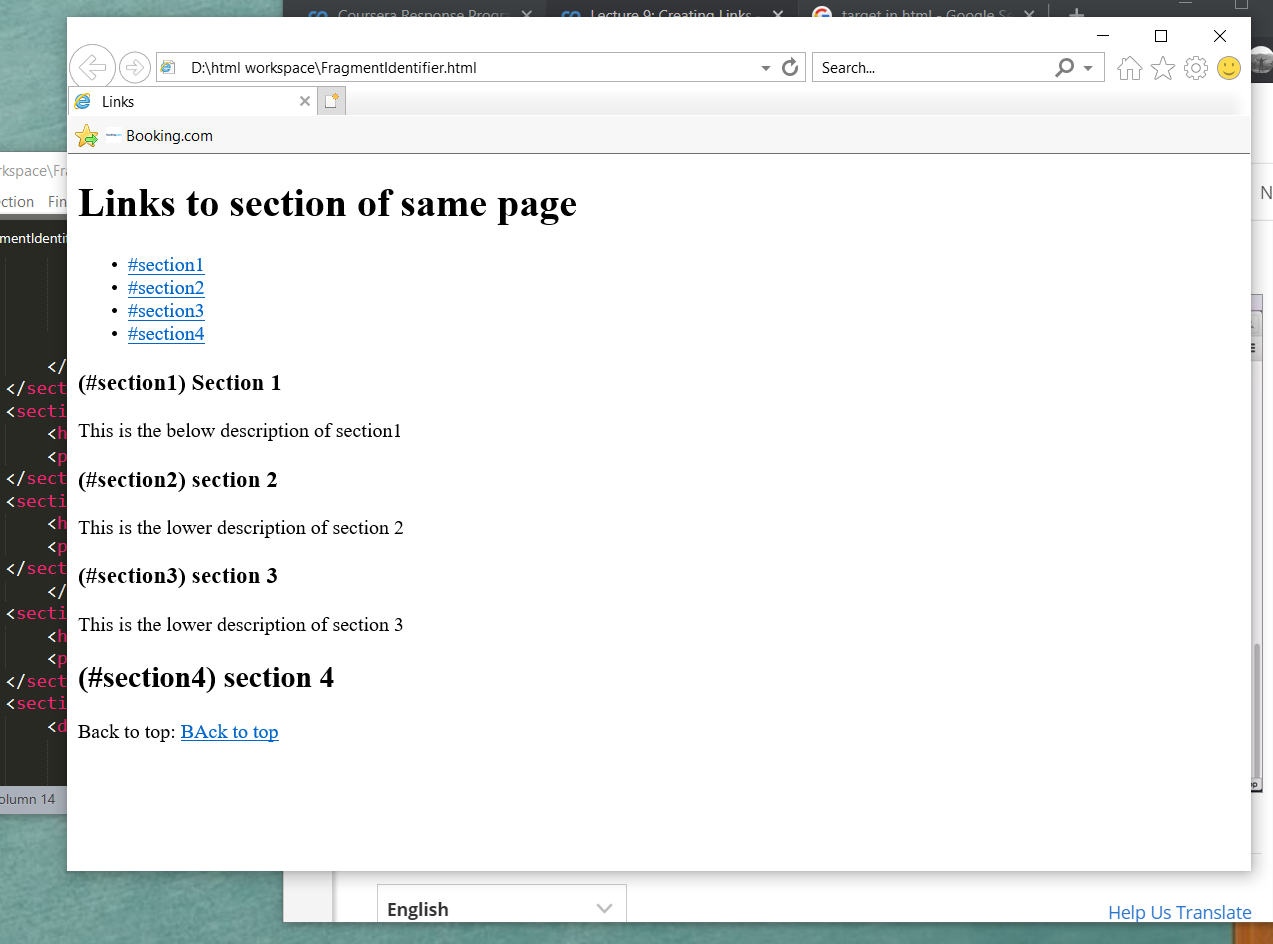 Coursera Response Progr
Lecture 9: Creating Links
target in html - Google Se
D:\html workspace\FragmentIdentifier.html
Search...
Links
Booking.com
rkspace\Fra
ction Fin
mentIdentif
N
Links to section of same page
#section1
#section2
#section3
#section4
(#section1) Section 1
This is the below description of section1
(#section2) section 2
This is the lower description of section 2
(#section3) section 3
This is the lower description of section 3
(#section4) section 4
Back to top: BAck to top
</
</sect
<secti
<h
<p
</sect
<secti
<h
<p
</sect
</
<secti
<h
<p
</sect
<secti
<d
olumn 14
English
Help Us Translate